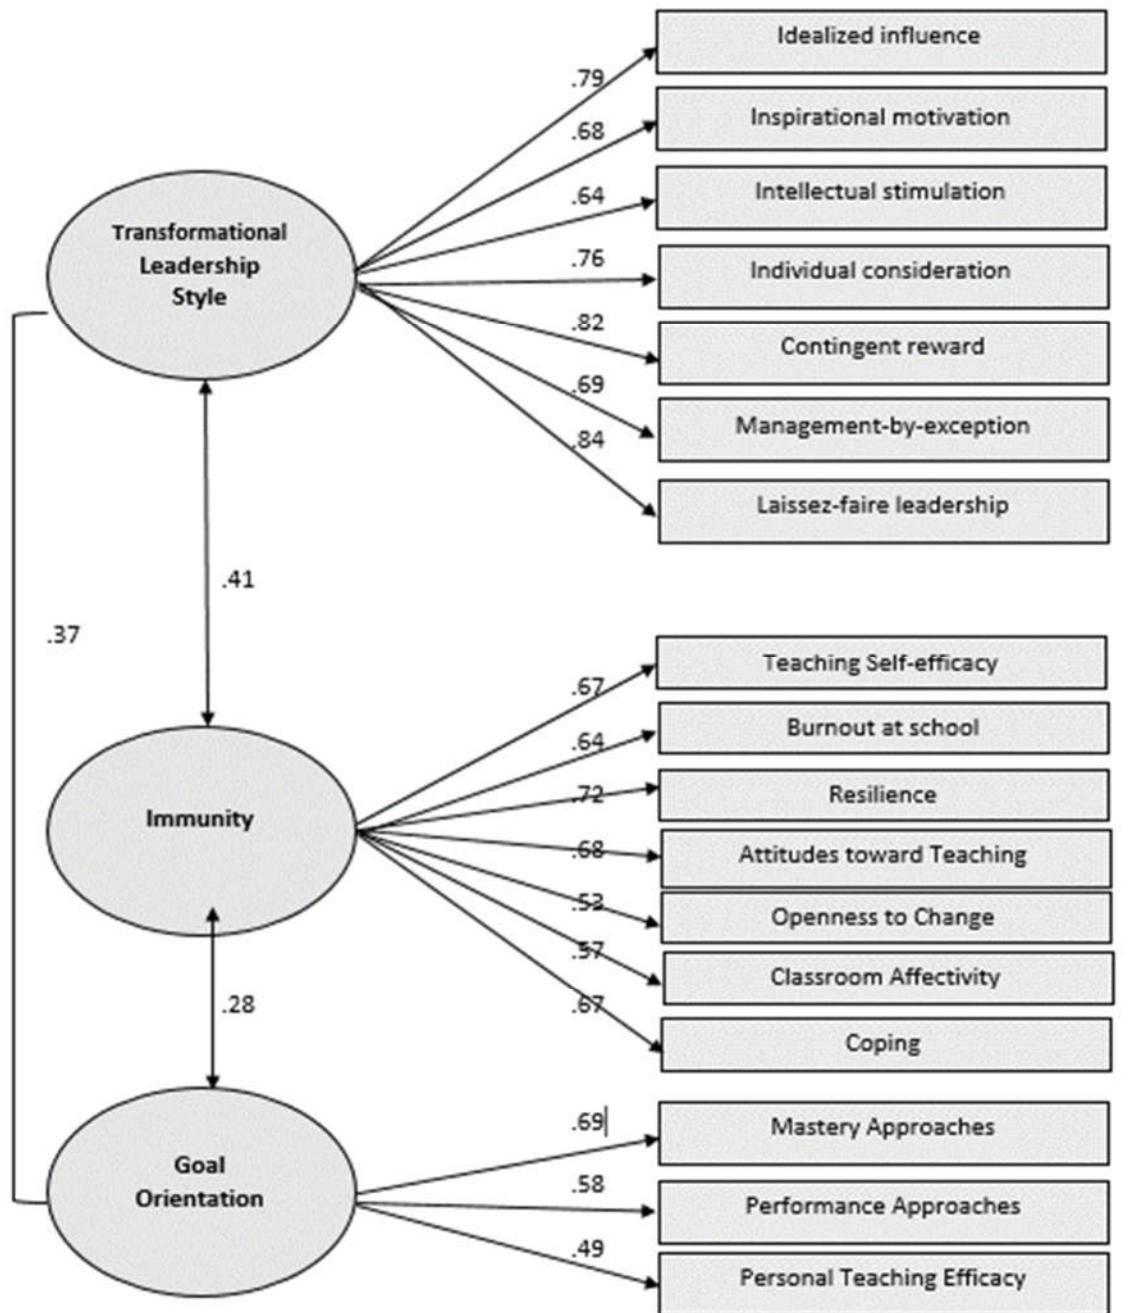 Idealized influence
.79
Inspirational motivation
.68
Intellectual stimulation
.64
Transformational
Leadership
Style
.76
Individual consideration
.82
Contingent reward
.69
Management-by-exception
.84
Laissez-faire leadership
.41
.37
Teaching Self-efficacy
.67
Burnout at school
.64
Resilience
.72
Immunity
Attitudes toward Teaching
.68
Openness to Change
.53
Classroom Affectivity
.57
Coping
.67
.28
.69
Mastery Approaches
Goal
Orientation
.58
Performance Approaches
.49
Personal Teaching Efficacy